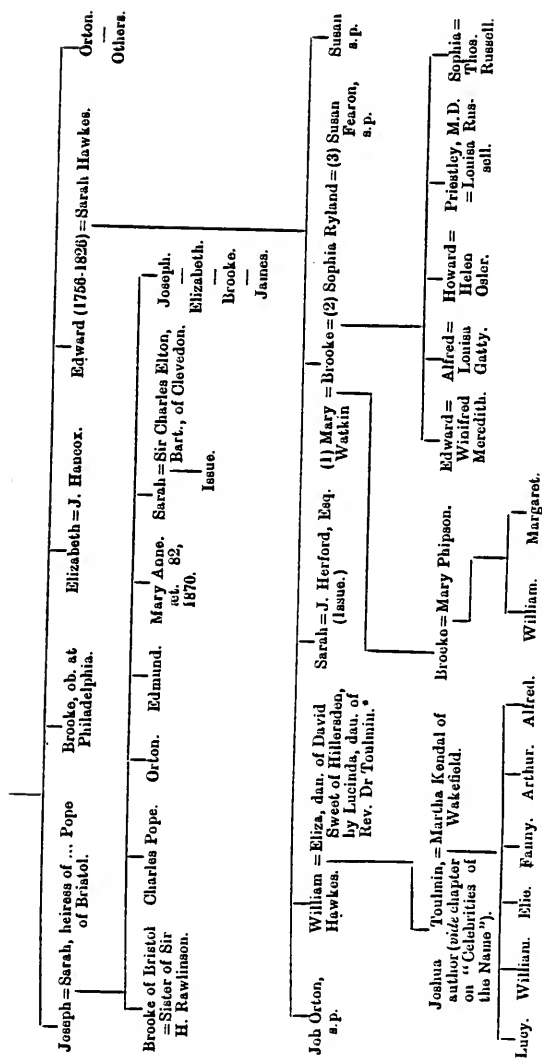 Joseph=Sarah, heiress of ... Pope
of Bristol.
Brooke, ob. at
Philadelphia.
Elizabeth=J. Hancox.
Edward (1756-1826)=Sarah Hawkes.
Orton.
—
Others.
Brooke of Bristol
=Sister of Sir
H. Rawlinson.
Charles Pope.
Orton.
Edmund.
Mary Anne.
æt. 82,
1870.
Sarah=Sir Charles Elton,
Bart., of Clevedon.
Issue.
Joseph.
—
Elizabeth.
—
Brooke.
—
James.
Job Orton,
s.p.
William
Hawkes.
=Eliza, dau. of David
Sweet of Hillersden,
by Lucinda, dau. of
Rev. Dr Toulmin.*
Sarah=J. Herford, Esq.
(Issue.)
(1) Mary
Watkin
=Brooke=(2) Sophia Ryland=(3) Susan
Fearon,
s.p.
Susan
s.p.
Joshua Toulmin,
author (vide chapter
on "Celebrities of
the Name").
=Martha Kendal of
Wakefield.
Brooke=Mary Phipson.
Edward=
Winifred
Meredith.
Alfred=
Louisa
Gatty.
Howard=
Helen
Osler.
Priestley, M.D.
=Louisa Rus-
sell.
Sophia=
Thos.
Russell.
Lucy.
William.
Elie.
Fanny.
Arthur.
Alfred.
William.
Margaret.